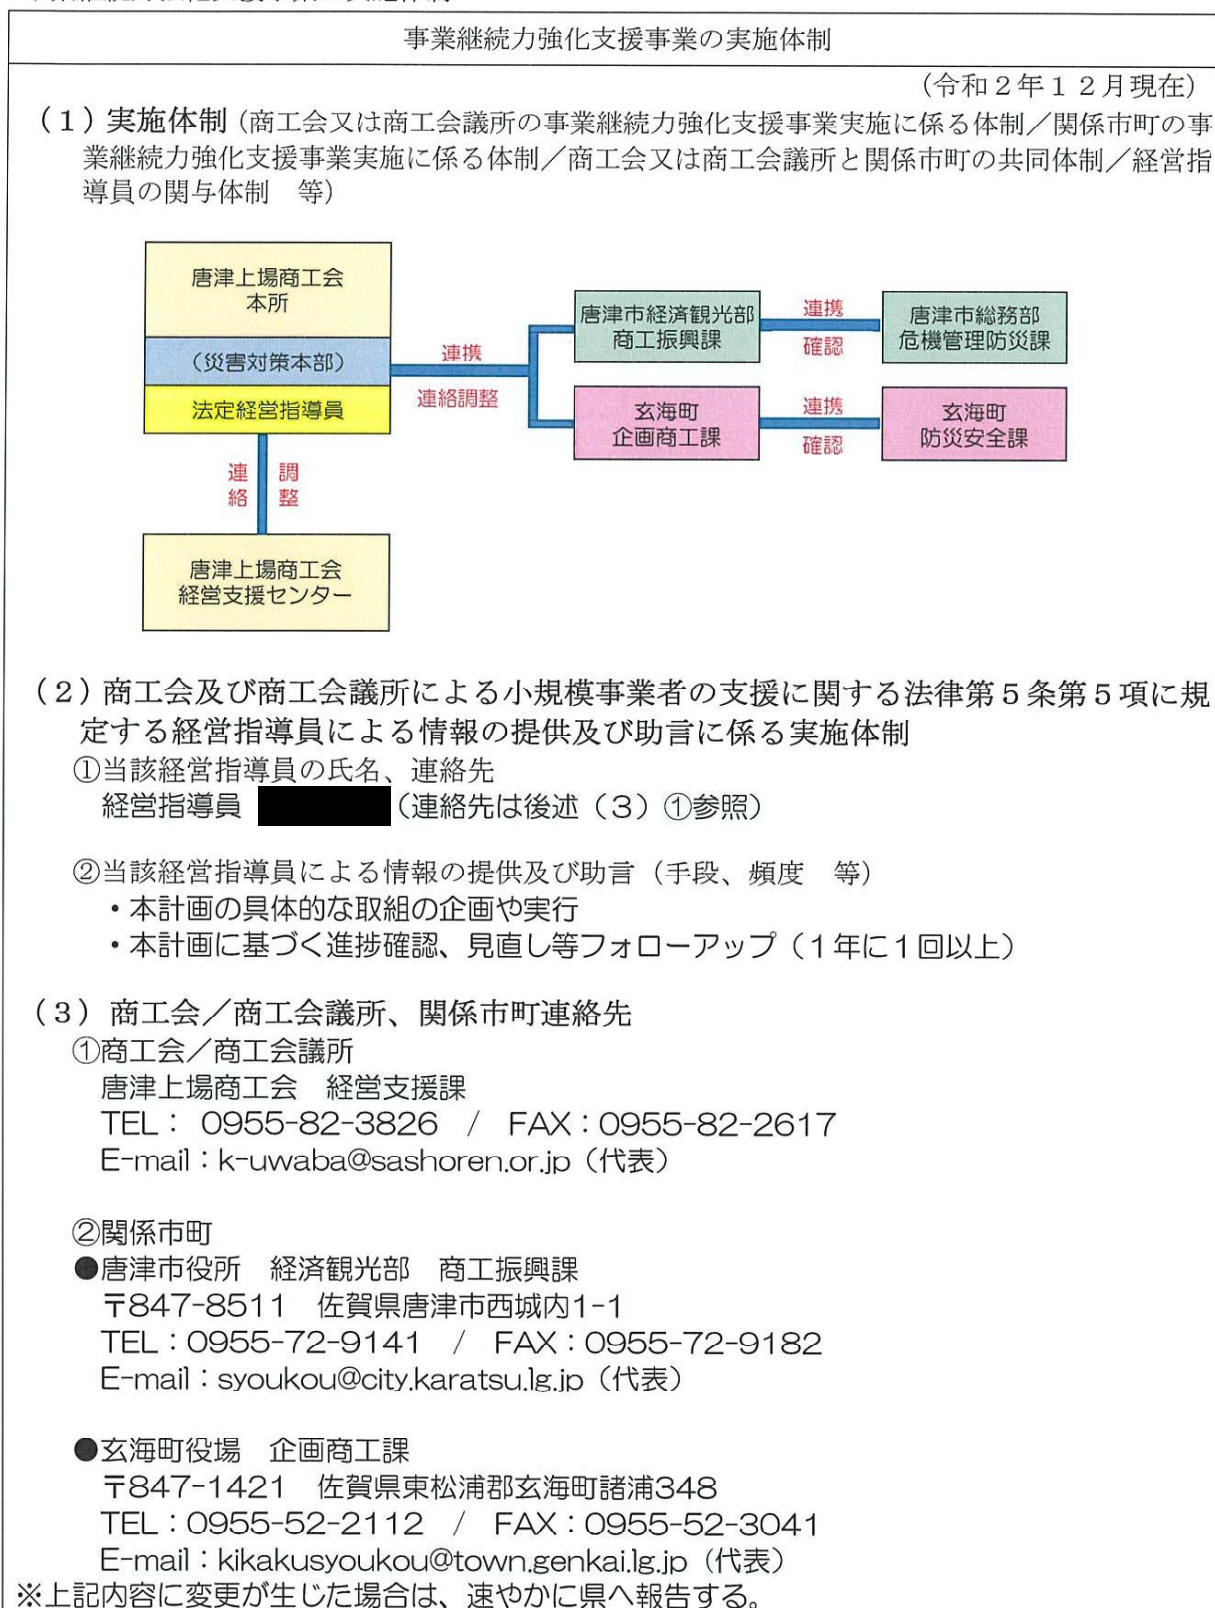 事業継続力強化支援事業の実施体制
(令和2年12月現在)
(1)実施体制(商工会又は商工会議所の事業継続力強化支援事業実施に係る体制/関係市町の事
業継続力強化支援事業実施に係る体制/商工会又は商工会議所と関係市町の共同体制/経営指
導員の関与体制 等)
唐津上場商工会
本所
(災害対策本部)
法定経営指導員
連携
連絡調整
唐津市経済観光部
商工振興課
連携
確認
唐津市総務部
危機管理防災課
玄海町
企画商工課
連携
確認
玄海町
防災安全課
連絡
調整
唐津上場商工会
経営支援センター
(2)商工会及び商工会議所による小規模事業者の支援に関する法律第5条第5項に規
定する経営指導員による情報の提供及び助言に係る実施体制
①当該経営指導員の氏名、連絡先
経営指導員 (連絡先は後述(3)①参照)
②当該経営指導員による情報の提供及び助言(手段、頻度 等)
・本計画の具体的な取組の企画や実行
・本計画に基づく進捗確認、見直し等フォローアップ(1年に1回以上)
(3)商工会/商工会議所、関係市町連絡先
①商工会/商工会議所
唐津上場商工会 経営支援課
TEL: 0955-82-3826 / FAX:0955-82-2617
E-mail:k-uwaba@sashoren.or.jp(代表)
②関係市町
●唐津市役所 経済観光部 商工振興課
〒847-8511 佐賀県唐津市西城内1-1
TEL:0955-72-9141 / FAX:0955-72-9182
E-mail:syoukou@city.karatsu.lg.jp(代表)
●玄海町役場 企画商工課
〒847-1421 佐賀県東松浦郡玄海町諸浦348
TEL:0955-52-2112 / FAX:0955-52-3041
E-mail:kikakusyoukou@town.genkai.lg.jp(代表)
※上記内容に変更が生じた場合は、速やかに県へ報告する。